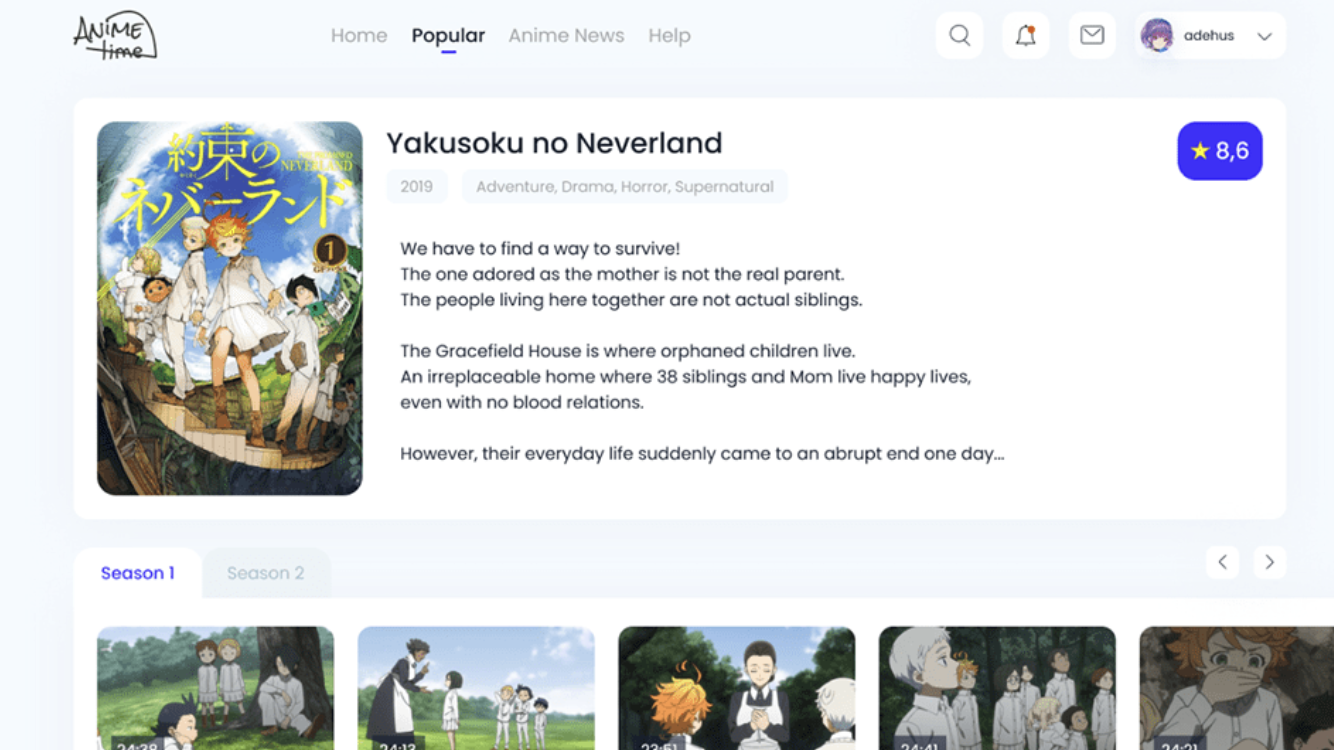 ANiME
time
Home
Popular
Anime News
Help
adehus
約束の
THE PROMISED
NEVERLAND
ネバーランド
1
Yakusoku no Neverland
★ 8,6
2019
Adventure, Drama, Horror, Supernatural
We have to find a way to survive!
The one adored as the mother is not the real parent.
The people living here together are not actual siblings.
The Gracefield House is where orphaned children live.
An irreplaceable home where 38 siblings and Mom live happy lives,
even with no blood relations.
However, their everyday life suddenly came to an abrupt end one day...
Season 1
Season 2
24:38
24:13
23:51
24:41
24:21